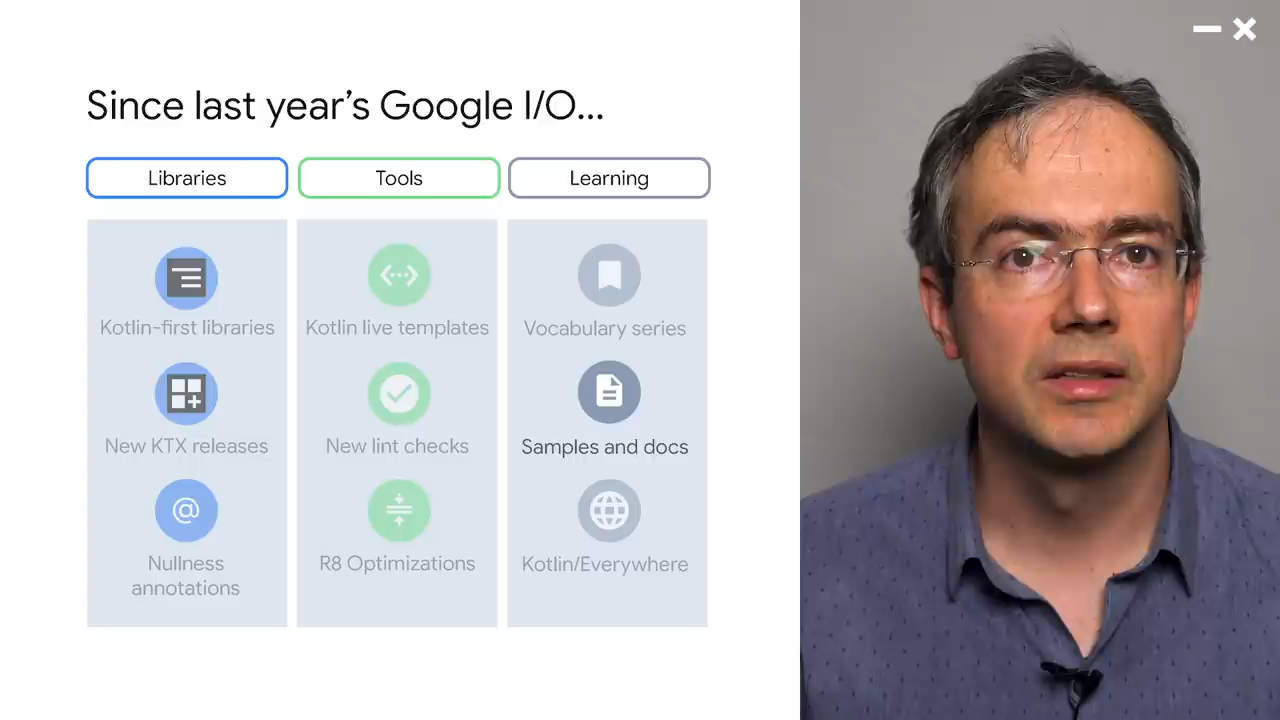 Since last year’s Google I/O...
Libraries
Tools
Learning
Kotlin-first libraries
Kotlin live templates
Vocabulary series
New KTX releases
New lint checks
Samples and docs
@
Nullness
annotations
R8 Optimizations
Kotlin/Everywhere